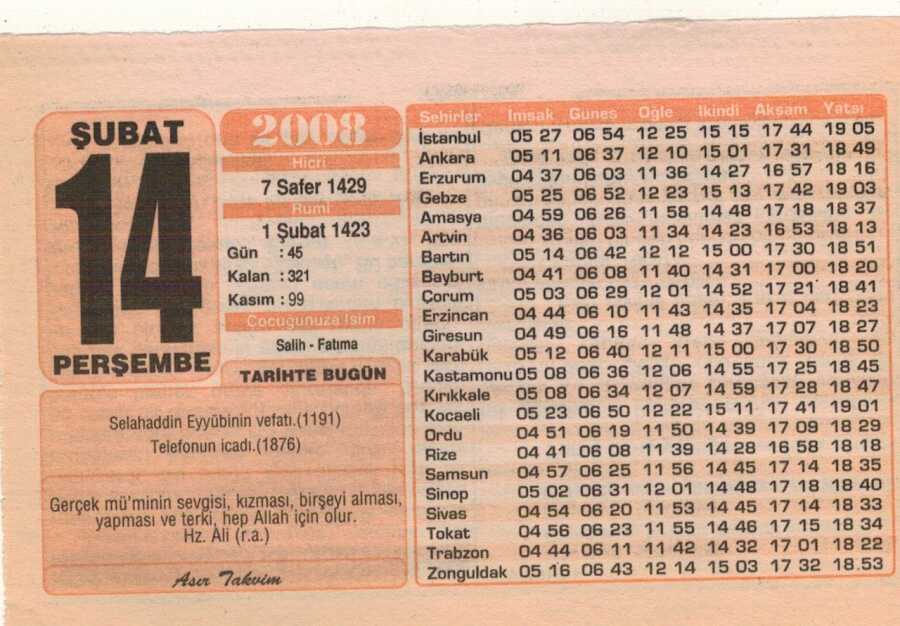 ŞUBAT
14
PERŞEMBE
2008
Hicri
7 Safer 1429
Rumi
1 Şubat 1423
Gün : 45
Kalan : 321
Kasım : 99
Çocuğunuza İsim
Salih - Fatıma
TARİHTE BUGÜN
Selahaddin Eyyübinin vefatı.(1191)
Telefonun icadı.(1876)
Gerçek mü'minin sevgisi, kızması, birşeyi alması,
yapması ve terki, hep Allah için olur.
Hz. Ali (r.a.)
Asır Takvim
Şehirler İmsak Güneş Öğle İkindi Akşam Yatsı
İstanbul 05 27 06 54 12 25 15 15 17 44 19 05
Ankara 05 11 06 37 12 10 15 01 17 31 18 49
Erzurum 04 37 06 03 11 36 14 27 16 57 18 16
Gebze 05 25 06 52 12 23 15 13 17 42 19 03
Amasya 04 59 06 26 11 58 14 48 17 18 18 37
Artvin 04 36 06 03 11 34 14 23 16 53 18 13
Bartın 05 14 06 42 12 12 15 00 17 30 18 51
Bayburt 04 41 06 08 11 40 14 31 17 00 18 20
Çorum 05 03 06 29 12 01 14 52 17 21 18 41
Erzincan 04 44 06 10 11 43 14 35 17 04 18 23
Giresun 04 49 06 16 11 48 14 37 17 07 18 27
Karabük 05 12 06 40 12 11 15 00 17 30 18 50
Kastamonu 05 08 06 36 12 06 14 55 17 25 18 45
Kırıkkale 05 08 06 34 12 07 14 59 17 28 18 47
Kocaeli 05 23 06 50 12 22 15 11 17 41 19 01
Ordu 04 51 06 19 11 50 14 39 17 09 18 29
Rize 04 41 06 08 11 39 14 28 16 58 18 18
Samsun 04 57 06 25 11 56 14 45 17 14 18 35
Sinop 05 02 06 31 12 01 14 48 17 18 18 40
Sivas 04 54 06 20 11 53 14 45 17 14 18 33
Tokat 04 56 06 23 11 55 14 46 17 15 18 34
Trabzon 04 44 06 11 11 42 14 32 17 01 18 22
Zonguldak 05 16 06 43 12 14 15 03 17 32 18.53